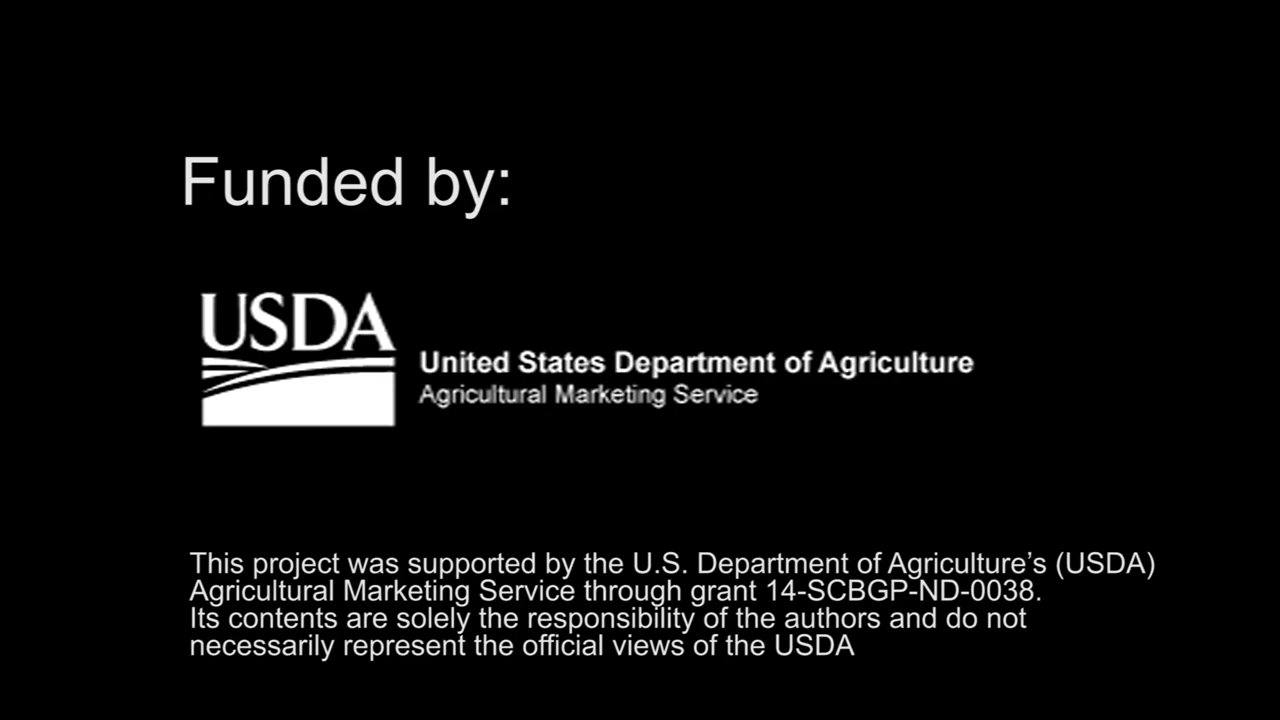 Funded by:
USDA
United States Department of Agriculture
Agricultural Marketing Service
This project was supported by the U.S. Department of Agriculture’s (USDA)
Agricultural Marketing Service through grant 14-SCBGP-ND-0038.
Its contents are solely the responsibility of the authors and do not
necessarily represent the official views of the USDA